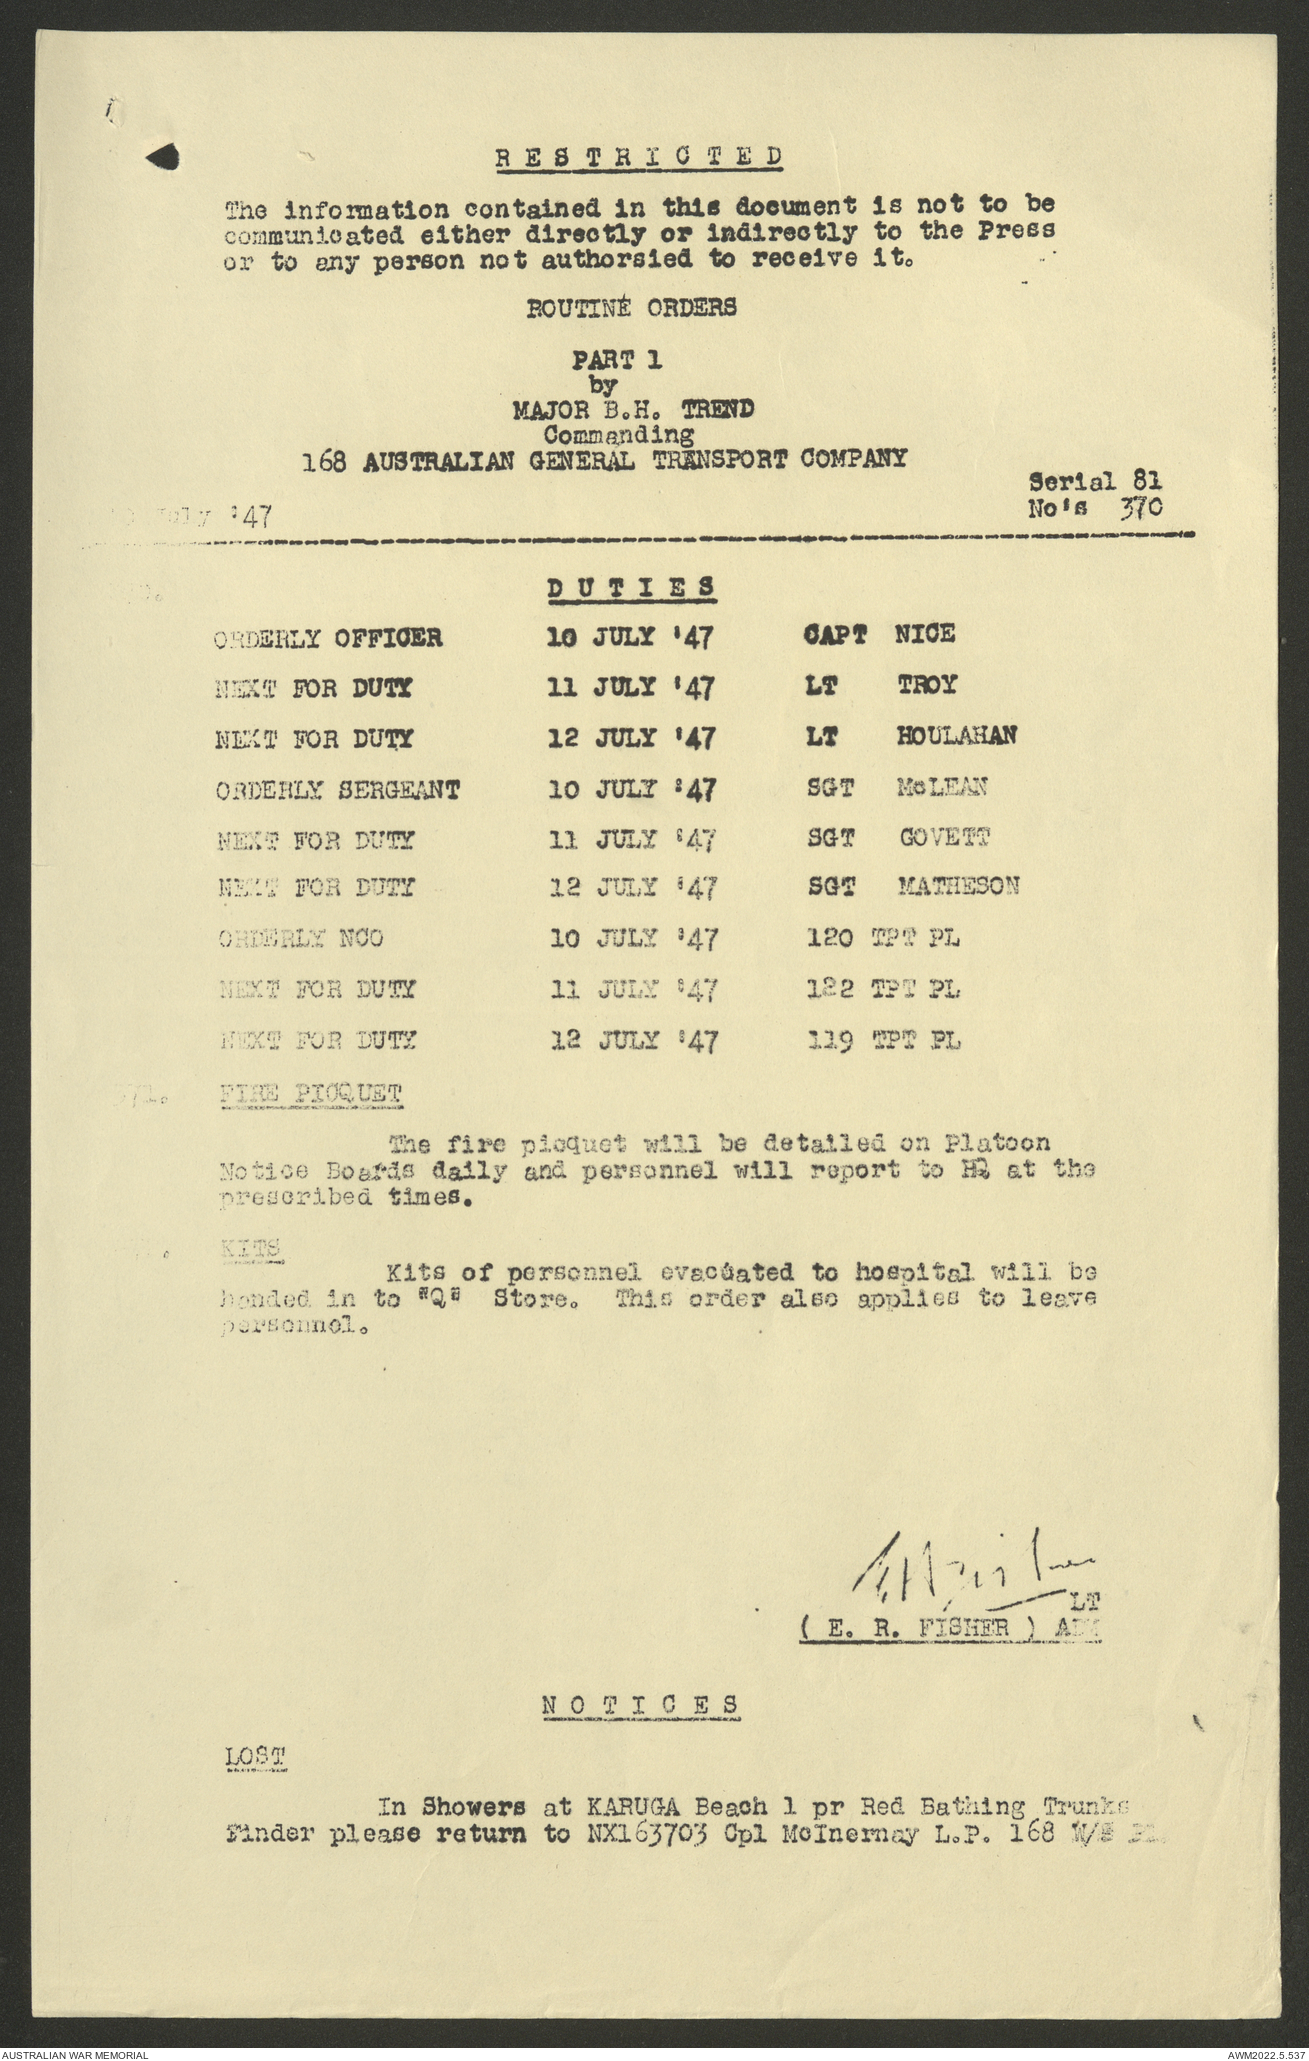 R E S T R I C T E D
The information contained in this document is not to be
communicated either directly or indirectly to the Press
or to any person not authorsied to receive it.
ROUTINE ORDERS
PART 1
by
MAJOR B.H. TREND
Commanding
168 AUSTRALIAN GENERAL TRANSPORT COMPANY
Serial 81
No's 370
July '47
D U T I E S
ORDERLY OFFICER 10 JULY '47 CAPT NICE
NEXT FOR DUTY 11 JULY '47 LT TROY
NEXT FOR DUTY 12 JULY '47 LT HOULAHAN
ORDERLY SERGEANT 10 JULY '47 SGT McLEAN
NEXT FOR DUTY 11 JULY '47 SGT GOVETT
NEXT FOR DUTY 12 JULY '47 SGT MATHESON
ORDERLY NCO 10 JULY '47 120 TPT PL
NEXT FOR DUTY 11 JULY '47 122 TPT PL
NEXT FOR DUTY 12 JULY '47 119 TPT PL
371. FIRE PICQUET
The fire picquet will be detailed on Platoon
Notice Boards daily and personnel will report to HQ at the
prescribed times.
KITS
Kits of personnel evacuated to hospital will be
handed in to "Q" Store. This order also applies to leave
personnel.
LT
( E. R. FISHER ) ADJ
N O T I C E S
LOST
In Showers at KARUGA Beach 1 pr Red Bathing Trunks
Finder please return to NX163703 Cpl McInernay L.P. 168 W/S Pl.
AUSTRALIAN WAR MEMORIAL
AWM2022.5.537